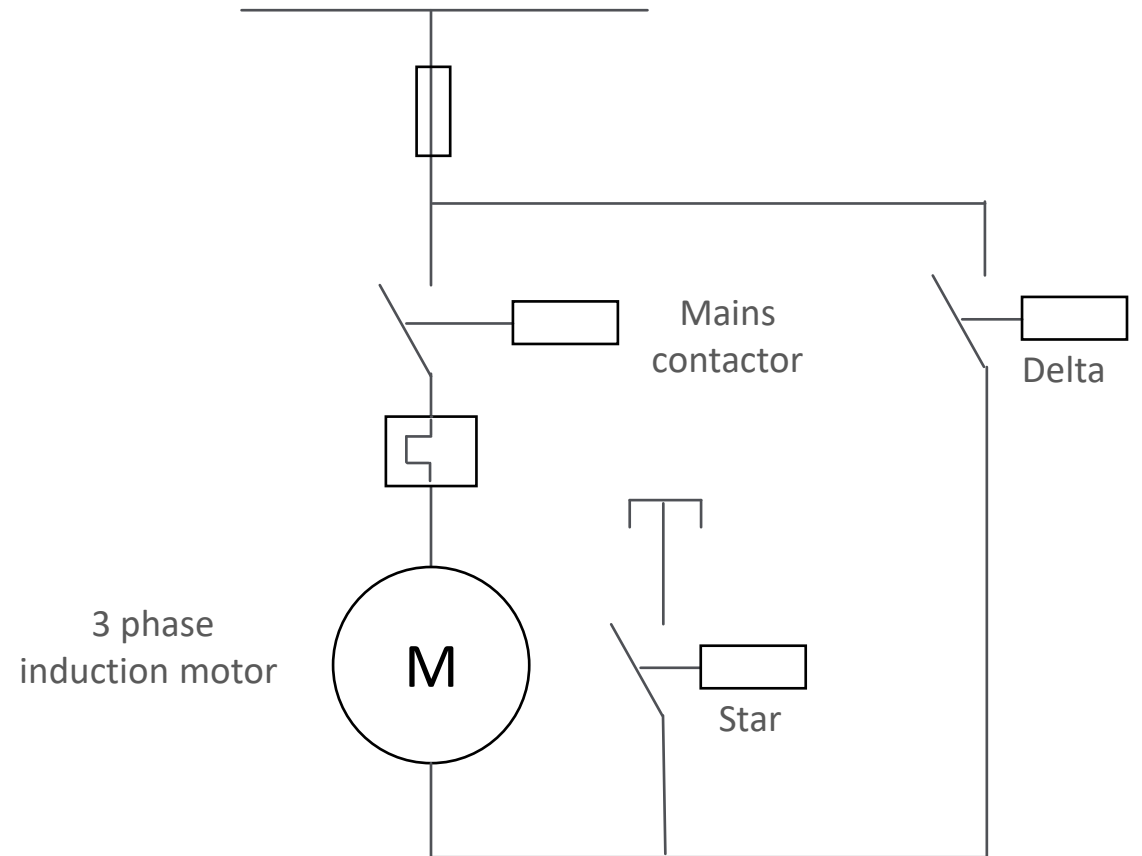 Mains
contactor
Delta
3 phase
induction motor
M
Star